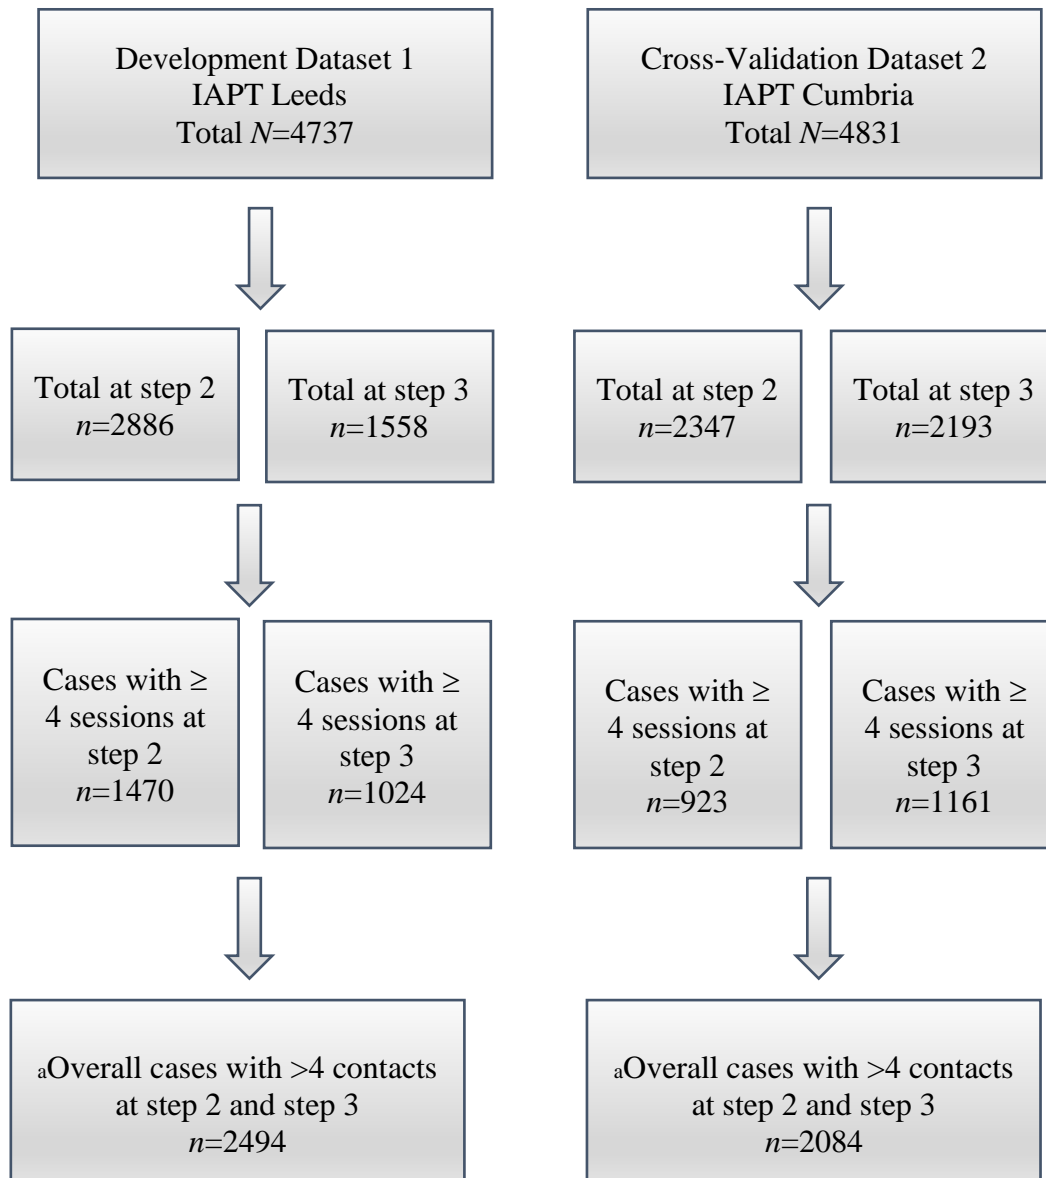 Development Dataset 1
IAPT Leeds
Total N=4737
Cross-Validation Dataset 2
IAPT Cumbria
Total N=4831
Total at step 2
n=2886
Total at step 3
n=1558
Total at step 2
n=2347
Total at step 3
n=2193
Cases with ≥
4 sessions at
step 2
n=1470
Cases with ≥
4 sessions at
step 3
n=1024
Cases with ≥
4 sessions at
step 2
n=923
Cases with ≥
4 sessions at
step 3
n=1161
aOverall cases with >4 contacts
at step 2 and step 3
n=2494
aOverall cases with >4 contacts
at step 2 and step 3
n=2084